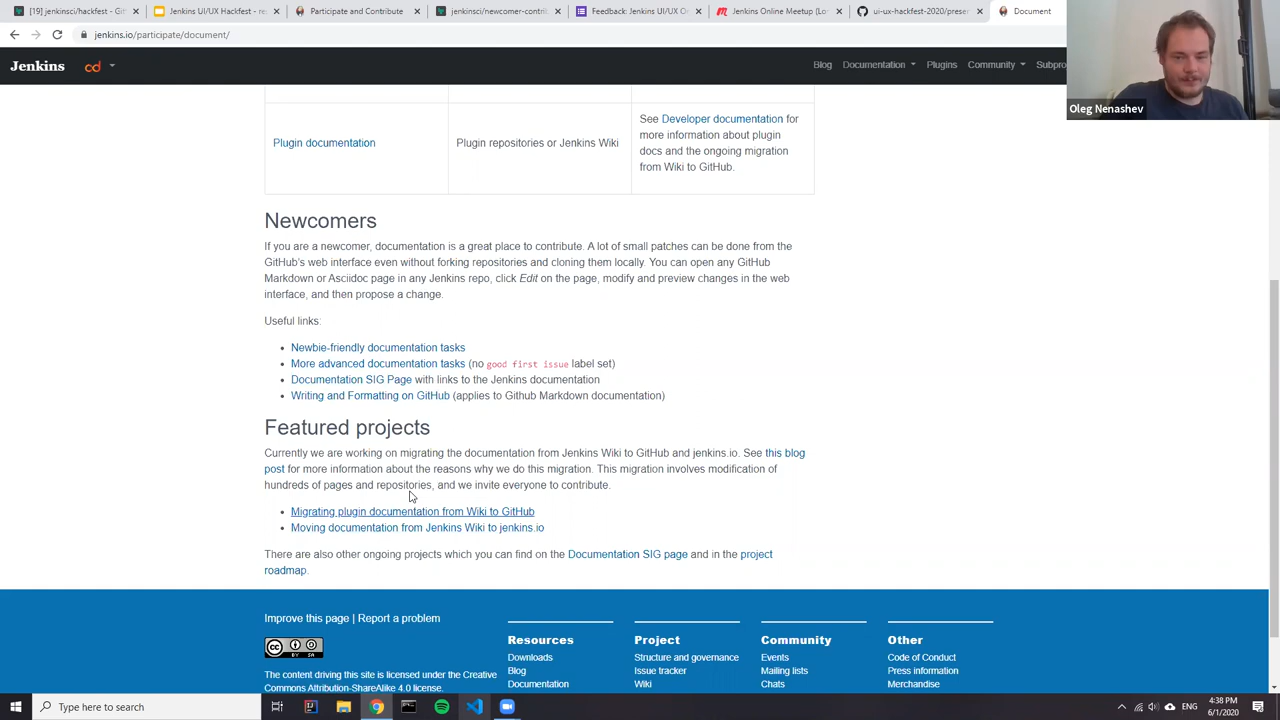 [19] jenkinsci/hackfest - Git
Jenkins UI/UX Hackfest - re
Participate and Contribute
jenkinsci/newcomer-contrib
Feedback: Jenkins UI/UX O
Jenkins Online Meetup (Lo
ui-ux-hackfest-2020/prese
Document
jenkins.io/participate/document/
Jenkins
cd
Blog
Documentation
Plugins
Community
Subpro
Oleg Nenashev
Plugin documentation
Plugin repositories or Jenkins Wiki
See Developer documentation for
more information about plugin
docs and the ongoing migration
from Wiki to GitHub.
Newcomers
If you are a newcomer, documentation is a great place to contribute. A lot of small patches can be done from the
GitHub's web interface even without forking repositories and cloning them locally. You can open any GitHub
Markdown or Asciidoc page in any Jenkins repo, click Edit on the page, modify and preview changes in the web
interface, and then propose a change.
Useful links:
• Newbie-friendly documentation tasks
• More advanced documentation tasks (no good first issue label set)
• Documentation SIG Page with links to the Jenkins documentation
• Writing and Formatting on GitHub (applies to Github Markdown documentation)
Featured projects
Currently we are working on migrating the documentation from Jenkins Wiki to GitHub and jenkins.io. See this blog
post for more information about the reasons why we do this migration. This migration involves modification of
hundreds of pages and repositories, and we invite everyone to contribute.
• Migrating plugin documentation from Wiki to GitHub
• Moving documentation from Jenkins Wiki to jenkins.io
There are also other ongoing projects which you can find on the Documentation SIG page and in the project
roadmap.
Improve this page | Report a problem
CC BY SA
The content driving this site is licensed under the Creative
Commons Attribution-ShareAlike 4.0 license.
Resources
Downloads
Blog
Documentation
Project
Structure and governance
Issue tracker
Wiki
Community
Events
Mailing lists
Chats
Other
Code of Conduct
Press information
Merchandise
Type here to search
4:38 PM
6/1/2020